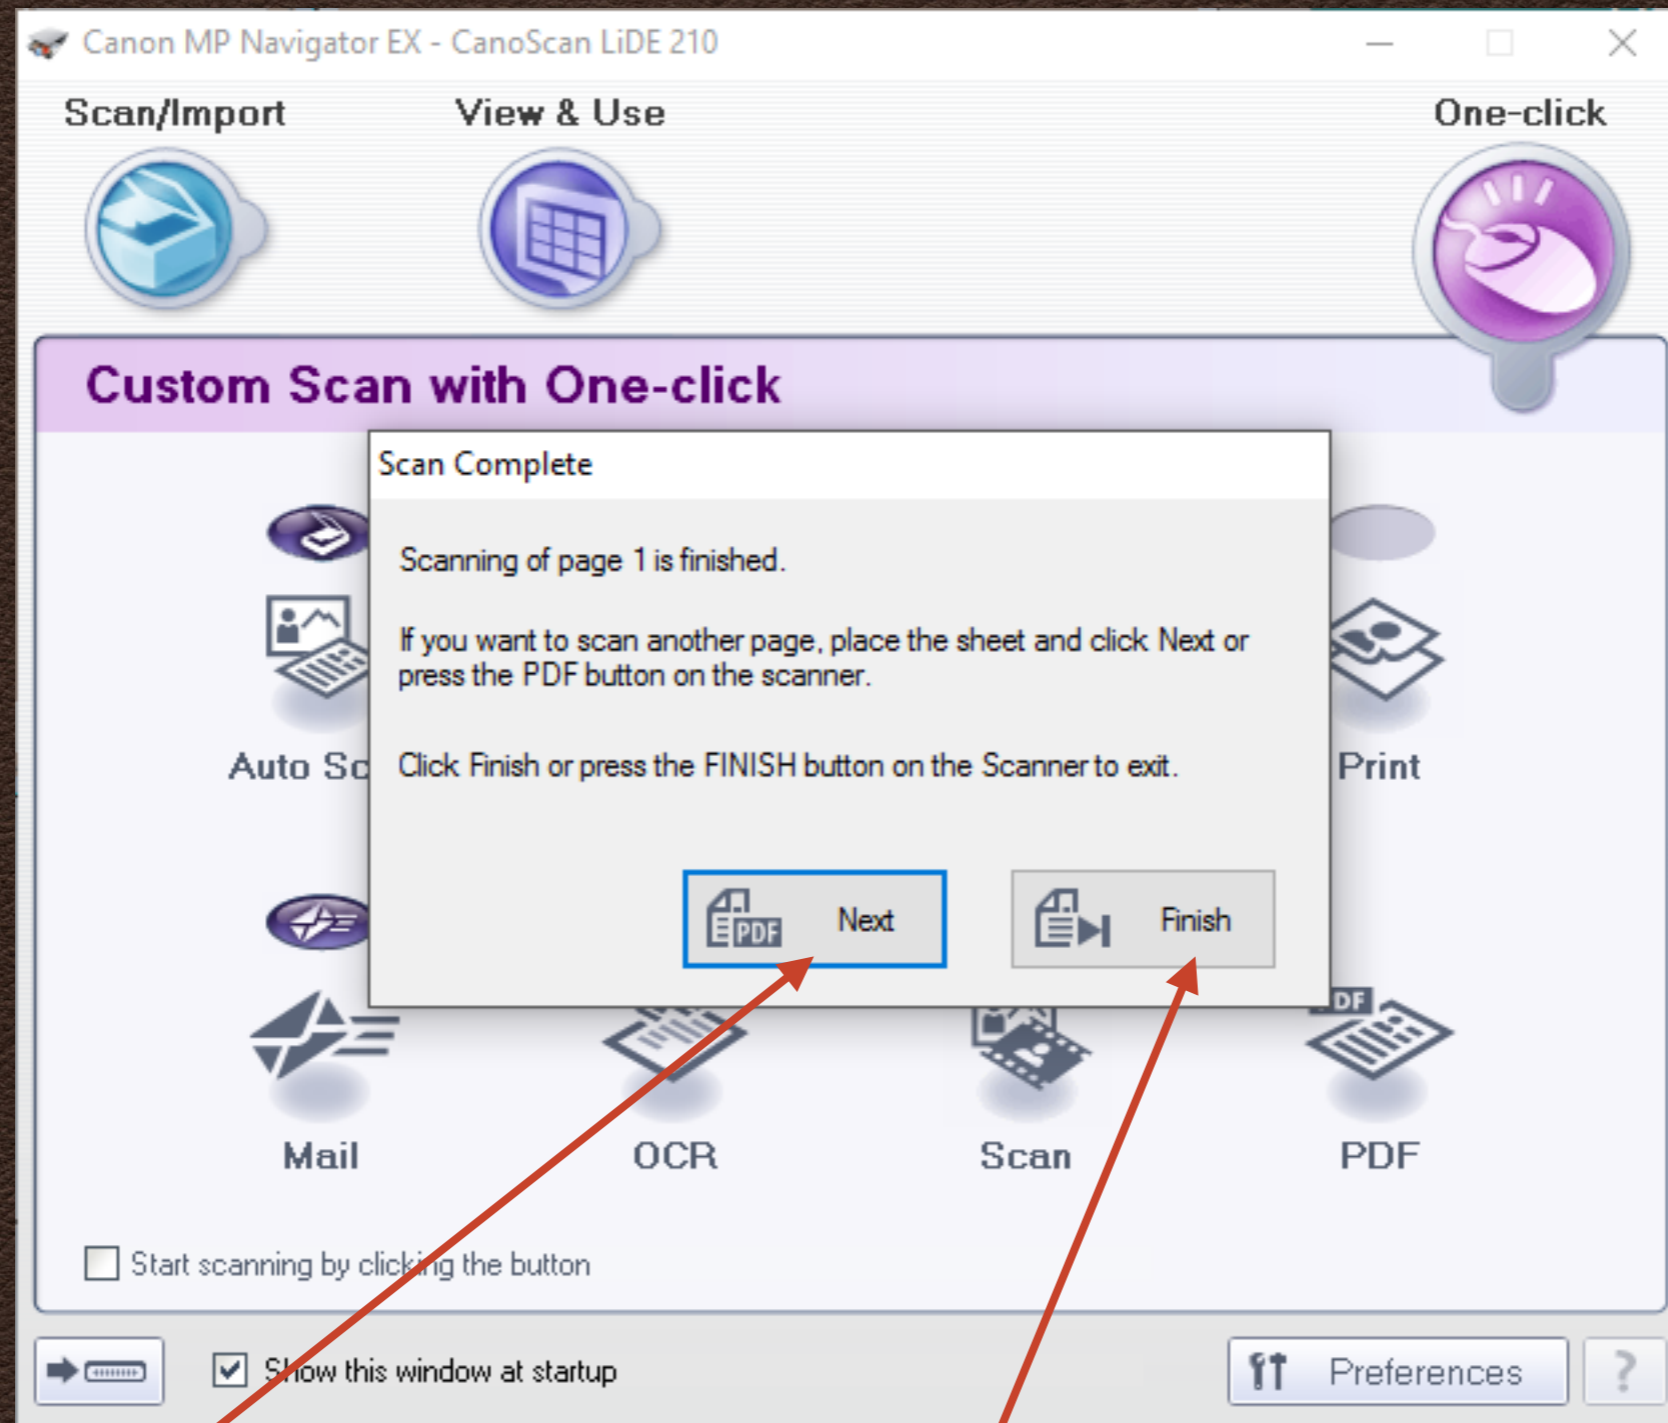 Canon MP Navigator EX - CanoScan LiDE 210
Scan/Import
View & Use
One-click
Custom Scan with One-click
Scan Complete
Scanning of page 1 is finished.
If you want to scan another page, place the sheet and click Next or
press the PDF button on the scanner.
Click Finish or press the FINISH button on the Scanner to exit.
PDF
Next
Finish
Auto Sc
Print
DF
Mail
OCR
Scan
PDF
Start scanning by clicking the button
Show this window at startup
Preferences
?